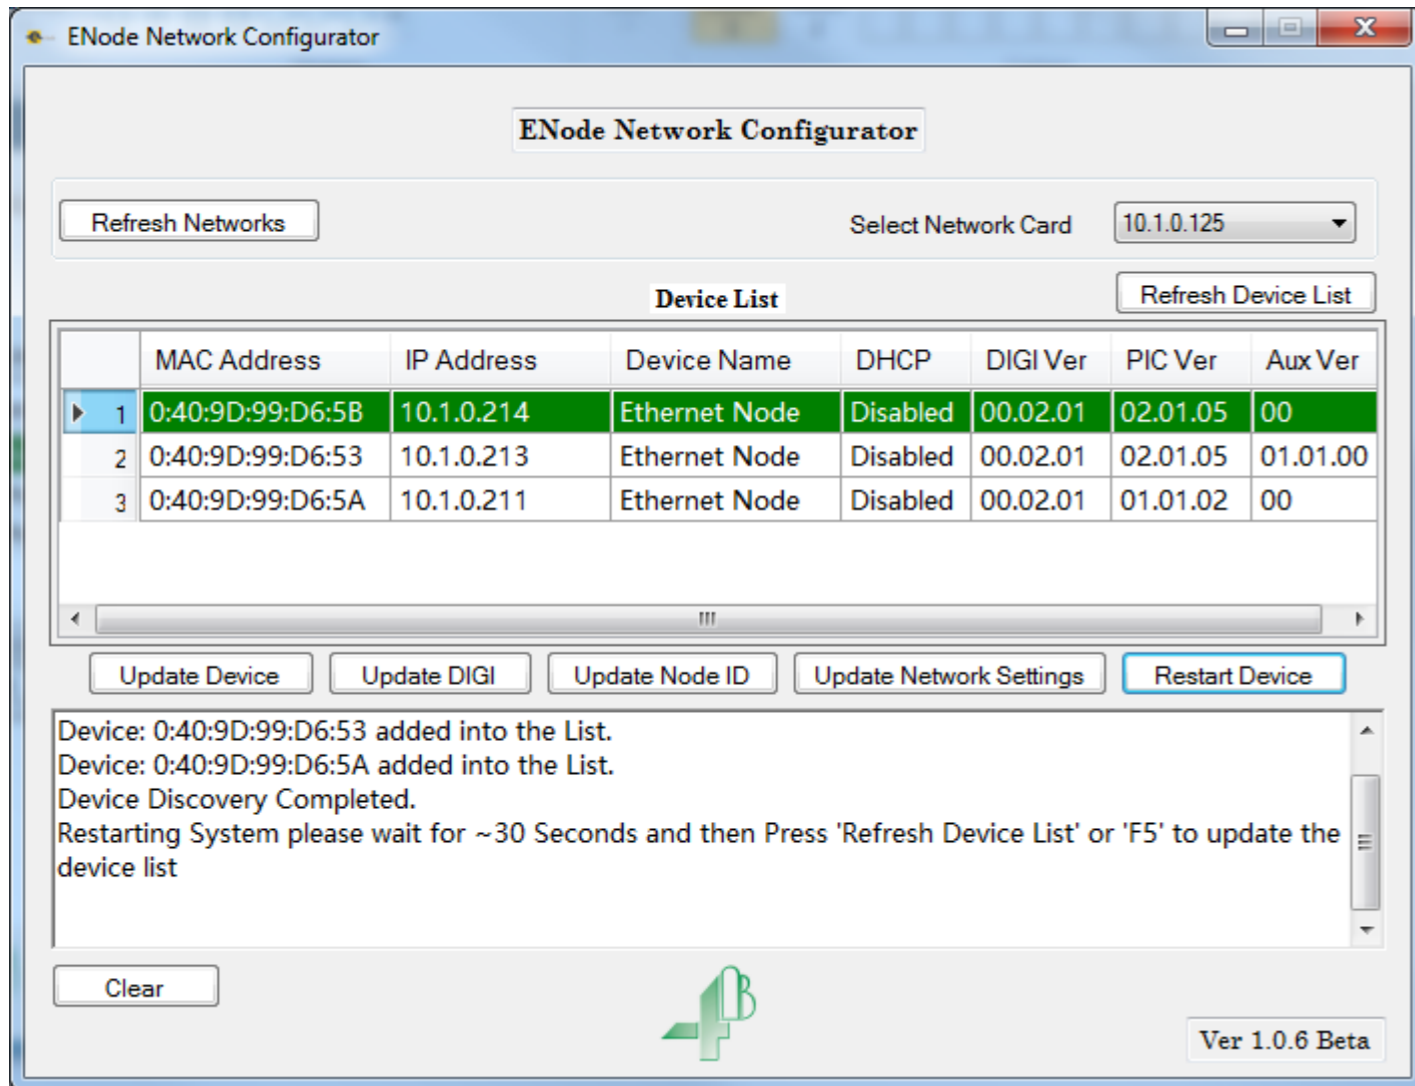 ENode Network Configurator
ENode Network Configurator
Refresh Networks Select Network Card 10.1.0.125
Device List Refresh Device List
MAC Address IP Address Device Name DHCP DIGI Ver PIC Ver Aux Ver
1 0:40:9D:99:D6:5B 10.1.0.214 Ethernet Node Disabled 00.02.01 02.01.05 00
2 0:40:9D:99:D6:53 10.1.0.213 Ethernet Node Disabled 00.02.01 02.01.05 01.01.00
3 0:40:9D:99:D6:5A 10.1.0.211 Ethernet Node Disabled 00.02.01 01.01.02 00
Update Device Update DIGI Update Node ID Update Network Settings Restart Device
Device: 0:40:9D:99:D6:53 added into the List.
Device: 0:40:9D:99:D6:5A added into the List.
Device Discovery Completed.
Restarting System please wait for ~30 Seconds and then Press 'Refresh Device List' or 'F5' to update the
device list
Clear
4B
Ver 1.0.6 Beta